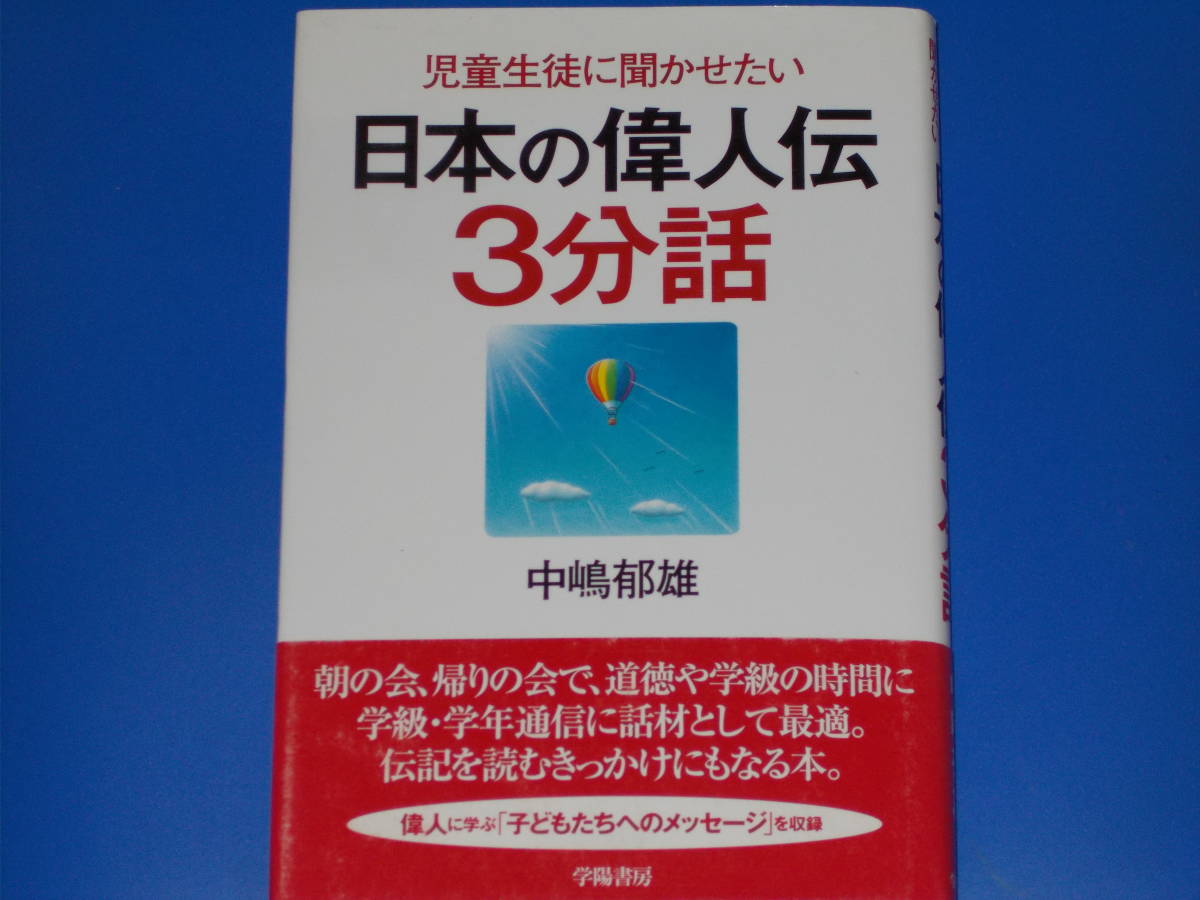 児童生徒に聞かせたい
日本の偉人伝
3分話
中嶋郁雄
朝の会、帰りの会で、道徳や学級の時間に
学級・学年通信に話材として最適。
伝記を読むきっかけにもなる本。
偉人に学ぶ「子どもたちへのメッセージ」を収録
学陽書房